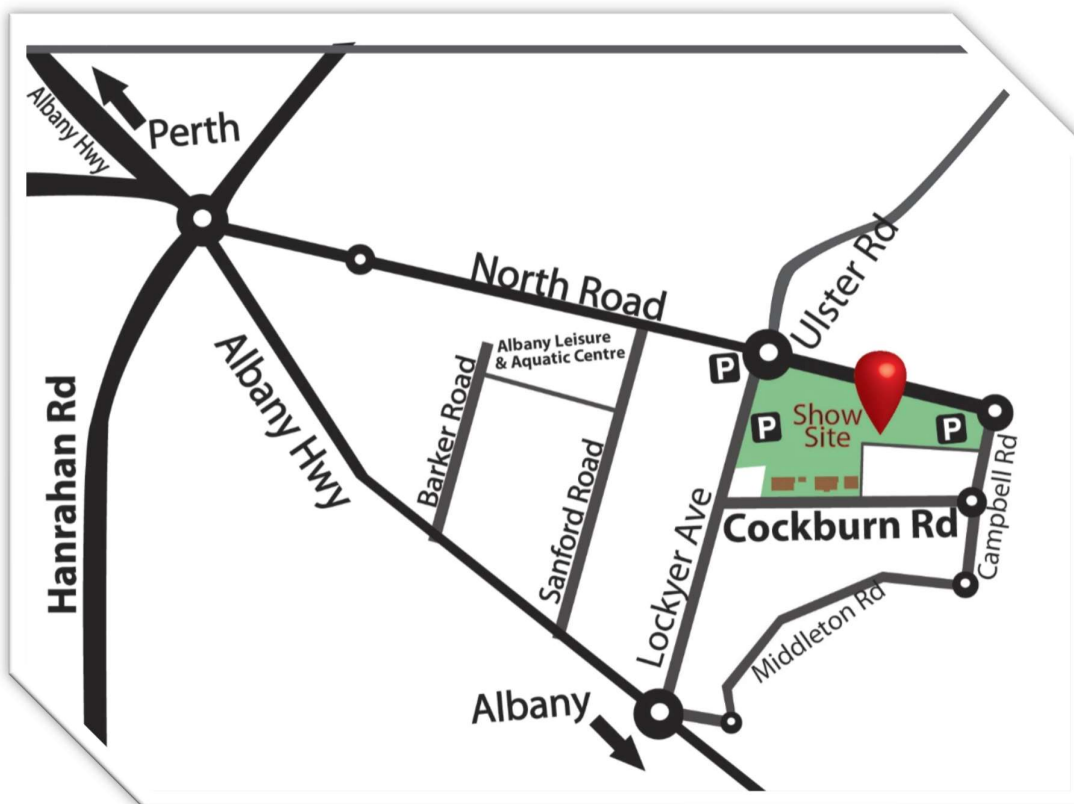 Albany Hwy
Perth
North Road
Ulster Rd
Albany Leisure
& Aquatic Centre
P
P
Show
Site
P
Hanrahan Rd
Albany Hwy
Barker Road
Sanford Road
Lockyer Ave
Cockburn Rd
Campbell Rd
Middleton Rd
Albany